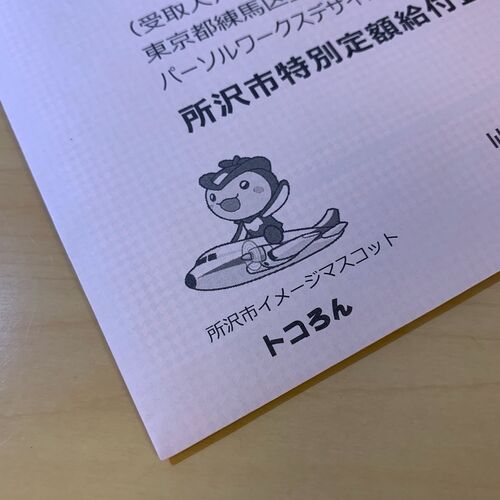 (受取人
東京都練馬区
パーソルワークスデザイ
所沢市特別定額給付
所沢市イメージマスコット
トコろん